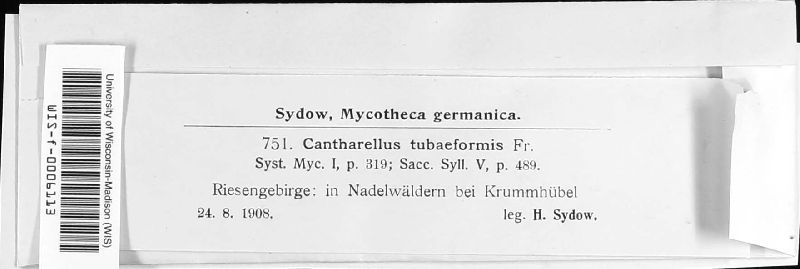 Sydow, Mycotheca germanica.
751. Cantharellus tubaeformis Fr.
Syst. Myc. I, p. 319; Sacc. Syll. V, p. 489.
Riesengebirge: in Nadelwäldern bei Krummhübel
24. 8. 1908. leg. H. Sydow.
University of Wisconsin-Madison (WIS)
WIS-f-0009113